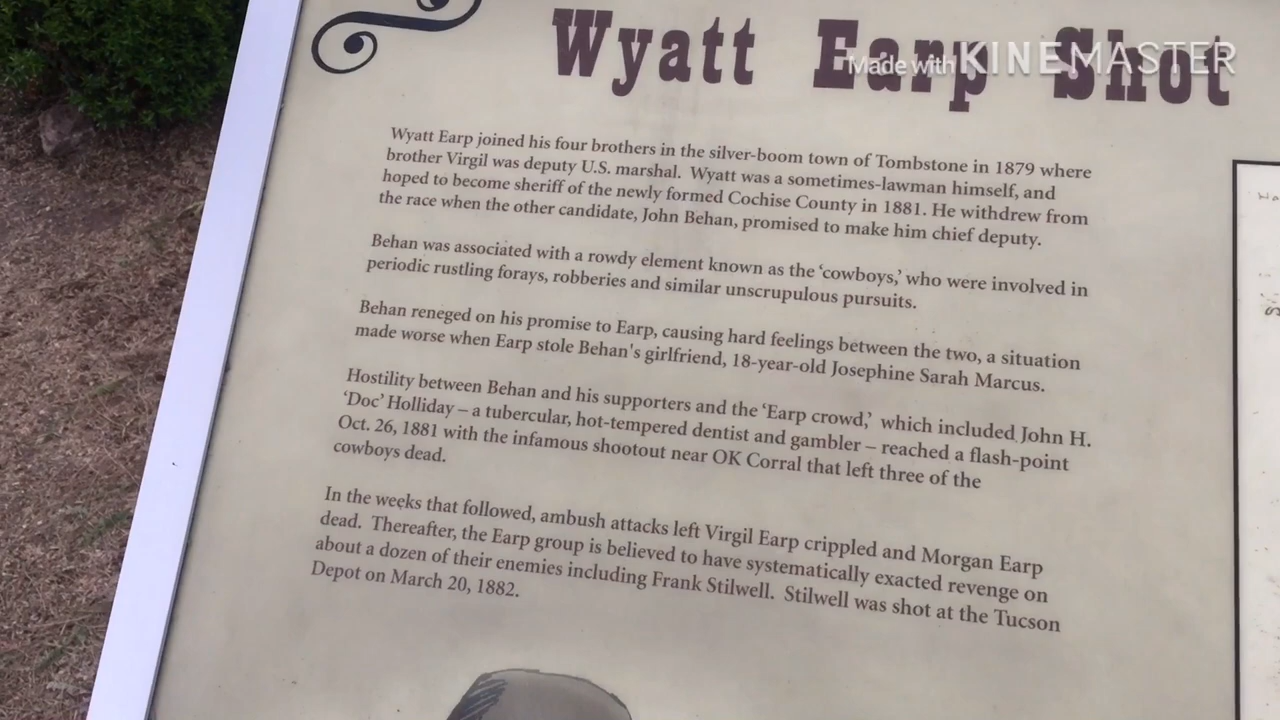 Wyatt Earp Shot
Made with KINEMASTER
Wyatt Earp joined his four brothers in the silver-boom town of Tombstone in 1879 where
brother Virgil was deputy U.S. marshal. Wyatt was a sometimes-lawman himself, and
hoped to become sheriff of the newly formed Cochise County in 1881. He withdrew from
the race when the other candidate, John Behan, promised to make him chief deputy.
Behan was associated with a rowdy element known as the 'cowboys,' who were involved in
periodic rustling forays, robberies and similar unscrupulous pursuits.
Behan reneged on his promise to Earp, causing hard feelings between the two, a situation
made worse when Earp stole Behan's girlfriend, 18-year-old Josephine Sarah Marcus.
Hostility between Behan and his supporters and the 'Earp crowd,' which included John H.
'Doc' Holliday – a tubercular, hot-tempered dentist and gambler – reached a flash-point
Oct. 26, 1881 with the infamous shootout near OK Corral that left three of the
cowboys dead.
In the weeks that followed, ambush attacks left Virgil Earp crippled and Morgan Earp
dead. Thereafter, the Earp group is believed to have systematically exacted revenge on
about a dozen of their enemies including Frank Stilwell. Stilwell was shot at the Tucson
Depot on March 20, 1882.